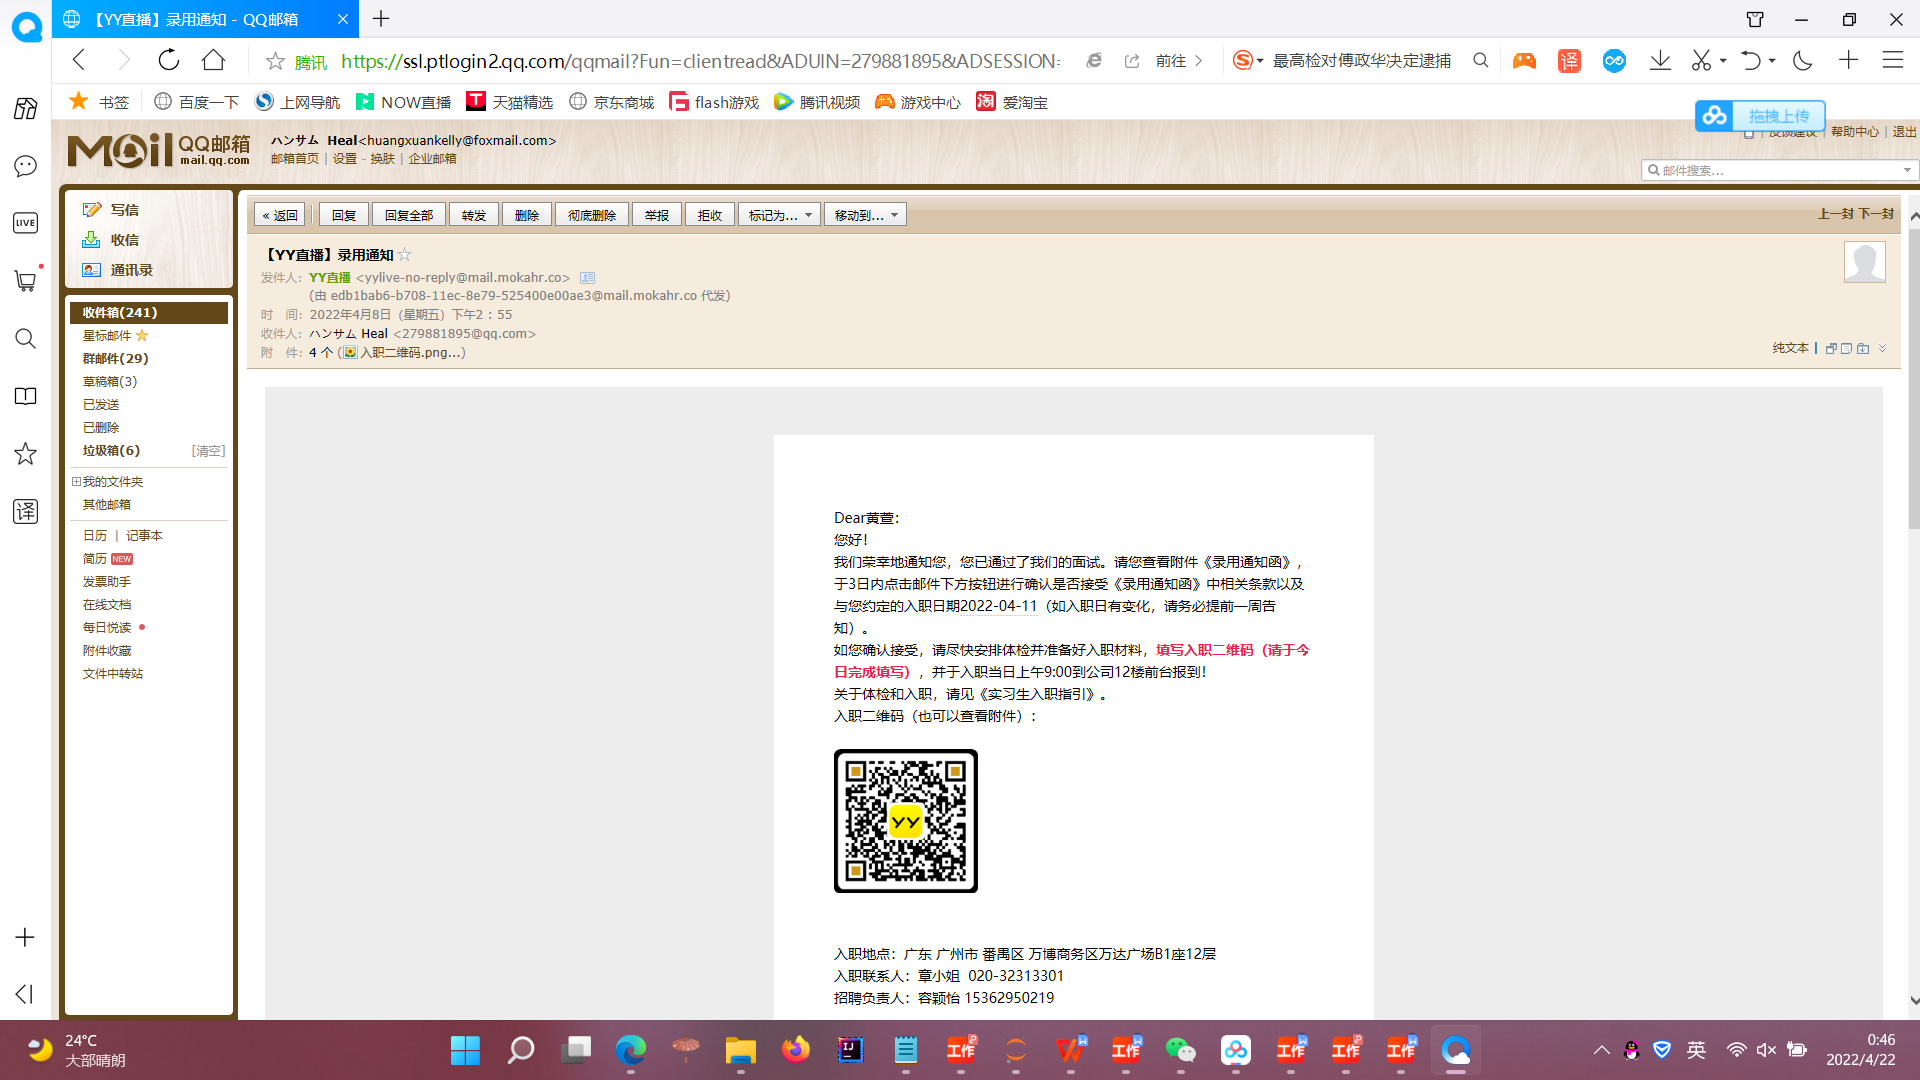 【YY直播】录用通知 - QQ邮箱
腾讯 https://ssl.ptlogin2.qq.com/qqmail?Fun=clientread&ADUIN=279881895&ADSESSION=
前往
最高检对傅政华决定逮捕
译
书签
百度一下
上网导航
NOW直播
天猫精选
京东商城
flash游戏
腾讯视频
游戏中心
淘 爱淘宝
拖拽上传
LIVE
译
Mail QQ邮箱
mail.qq.com
ハンサム Heal<huangxuankelly@foxmail.com>
邮箱首页 | 设置 - 换肤 | 企业邮箱
反馈建议 | 帮助中心 | 退出
邮件搜索...
写信
收信
通讯录
收件箱(241)
星标邮件
群邮件(29)
草稿箱(3)
已发送
已删除
垃圾箱(6) [清空]
我的文件夹
其他邮箱
日历 | 记事本
简历 NEW
发票助手
在线文档
每日悦读
附件收藏
文件中转站
« 返回 回复 回复全部 转发 删除 彻底删除 举报 拒收 标记为... 移动到...
上一封 下一封
【YY直播】录用通知
发件人：YY直播 <yylive-no-reply@mail.mokahr.co>
(由 edb1bab6-b708-11ec-8e79-525400e00ae3@mail.mokahr.co 代发)
时 间：2022年4月8日（星期五）下午2：55
收件人：ハンサム Heal <279881895@qq.com>
附 件：4 个 (入职二维码.png...)
纯文本 |
Dear黄萱：
您好！
我们荣幸地通知您，您已通过了我们的面试。请您查看附件《录用通知函》，
于3日内点击邮件下方按钮进行确认是否接受《录用通知函》中相关条款以及
与您约定的入职日期2022-04-11（如入职日有变化，请务必提前一周告
知）。
如您确认接受，请尽快安排体检并准备好入职材料，填写入职二维码（请于今
日完成填写），并于入职当日上午9:00到公司12楼前台报到！
关于体检和入职，请见《实习生入职指引》。
入职二维码（也可以查看附件）：
YY
入职地点：广东 广州市 番禺区 万博商务区万达广场B1座12层
入职联系人：章小姐 020-32313301
招聘负责人：容颖怡 15362950219
24°C
大部晴朗
工作
工作
工作
工作
工作
英
0:46
2022/4/22